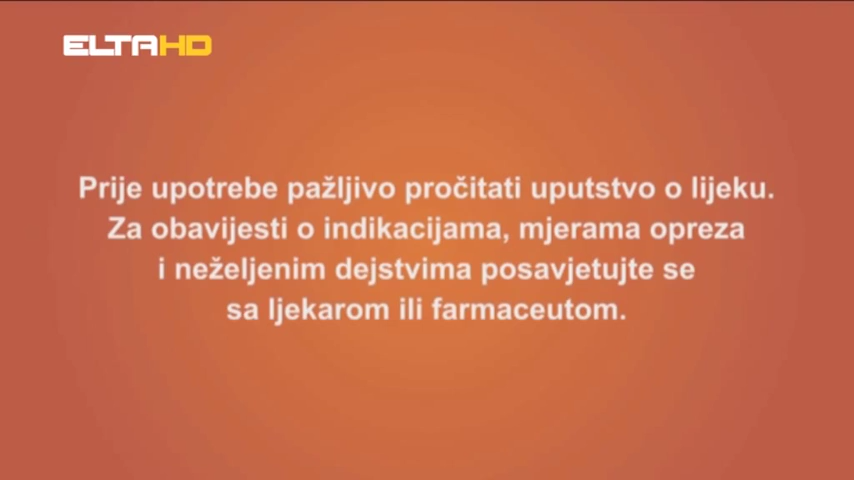 ELTAHD
Prije upotrebe pažljivo pročitati uputstvo o lijeku.
Za obavijesti o indikacijama, mjerama opreza
i neželjenim dejstvima posavjetujte se
sa ljekarom ili farmaceutom.